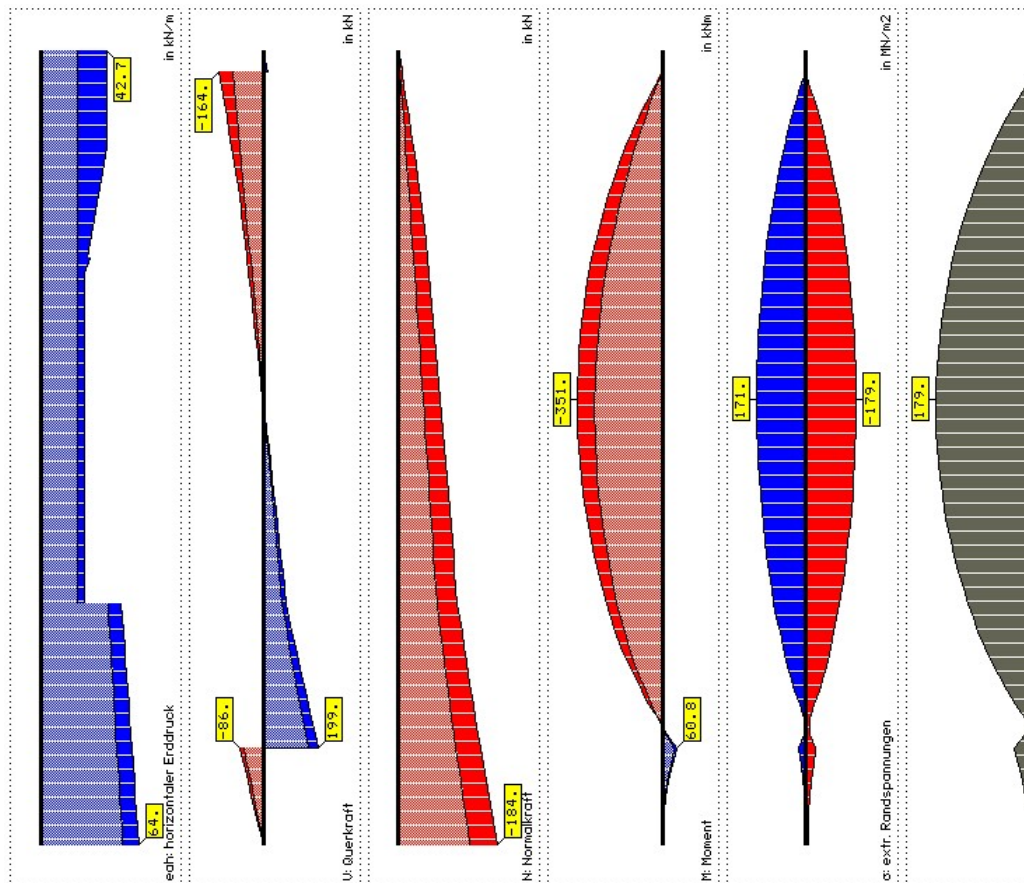 42.7
in kN/m
64.
eah: horizontaler Erddruck
-164.
in kN
-86.
199.
U: Querkraft
in kN
-184.
N: Normalkraft
-351.
in kNm
60.8
M: Moment
171.
-179.
in MN/m2
σ: extr. Randspannungen
179.